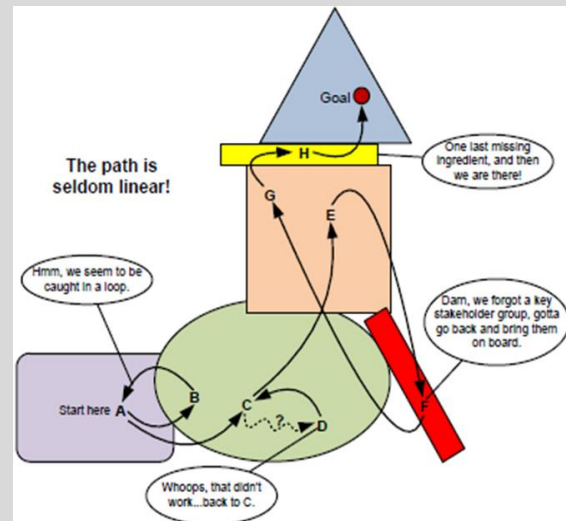 Goal
One last missing
ingredient, and then
we are there!
H
The path is
seldom linear!
G
E
Hmm, we seem to be
caught in a loop.
Darn, we forgot a key
stakeholder group, gotta
go back and bring them
on board.
B
C
Start here A
?
D
F
Whoops, that didn't
work...back to C.